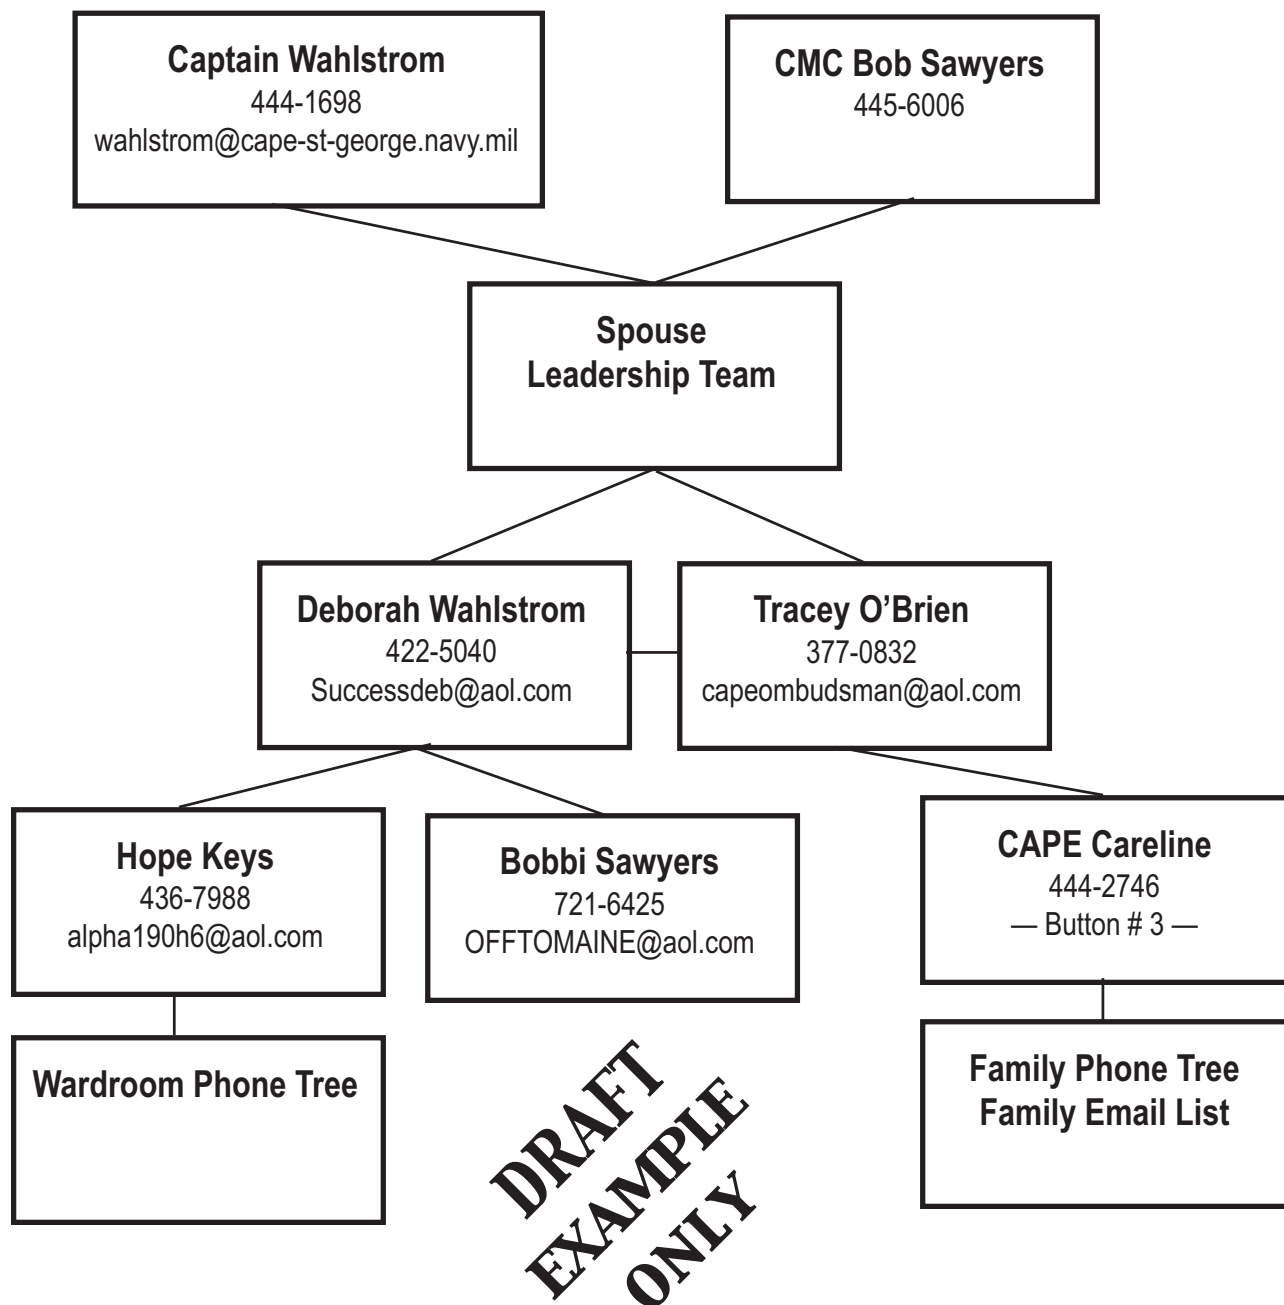 Captain Wahlstrom
444-1698
wahlstrom@cape-st-george.navy.mil
CMC Bob Sawyers
445-6006
Spouse
Leadership Team
Deborah Wahlstrom
422-5040
Successdeb@aol.com
Tracey O’Brien
377-0832
capeombudsman@aol.com
Hope Keys
436-7988
alpha190h6@aol.com
Bobbi Sawyers
721-6425
OFFTOMAINE@aol.com
CAPE Careline
444-2746
— Button # 3 —
Wardroom Phone Tree
Family Phone Tree
Family Email List
DRAFT
EXAMPLE
ONLY